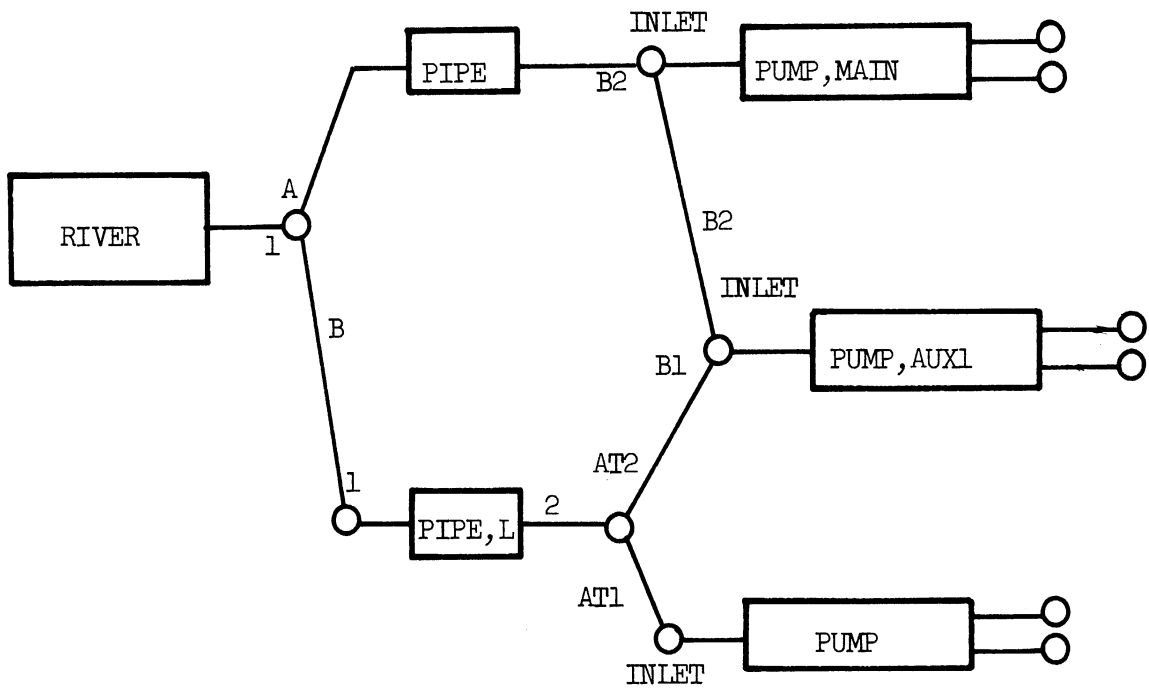 INLET
PIPE
B2
PUMP,MAIN
A
RIVER
1
B2
INLET
B
B1
PUMP,AUX1
AT2
1
2
PIPE,L
AT1
PUMP
INLET